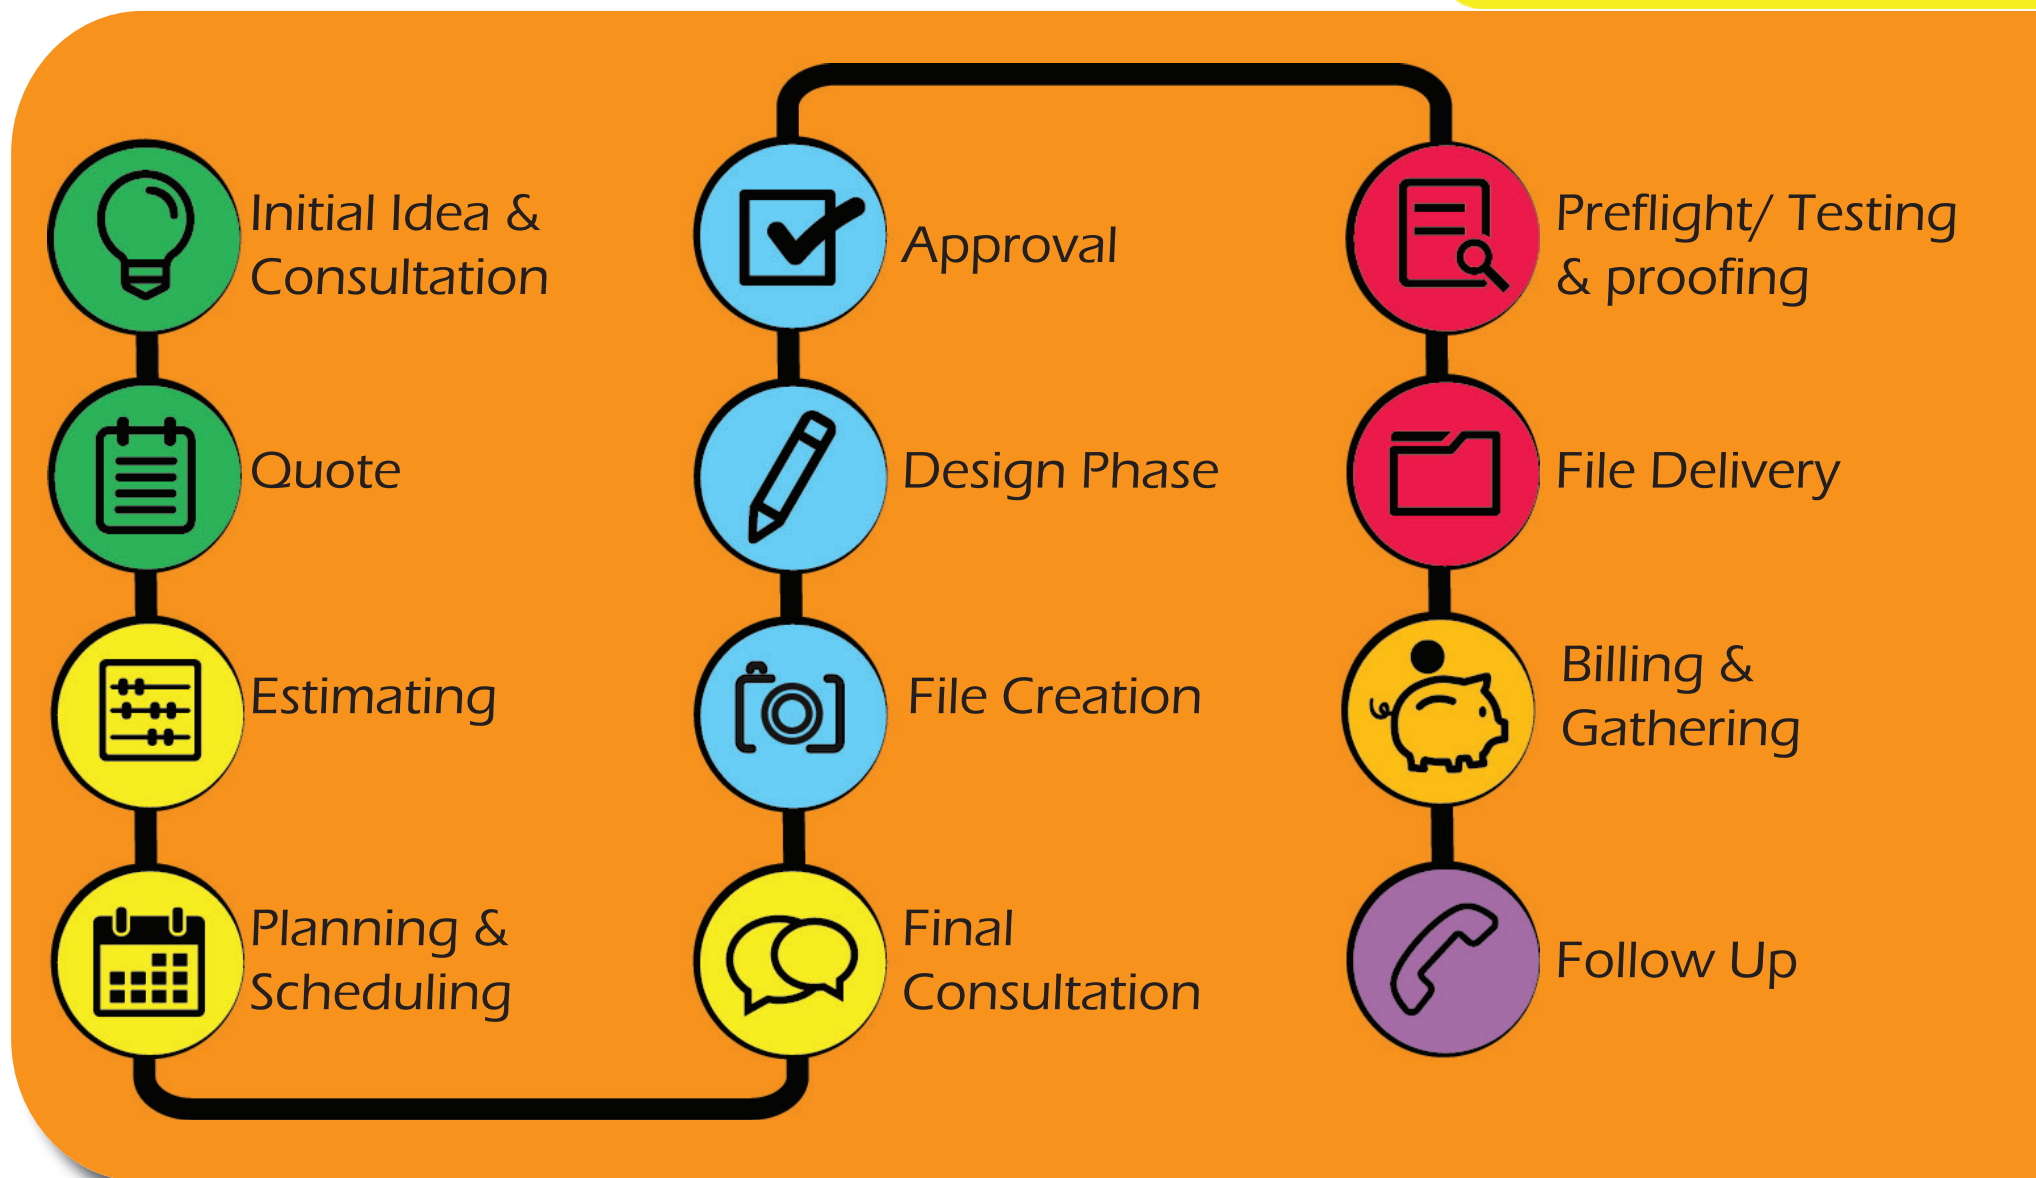 Initial Idea &
Consultation
Quote
Estimating
Planning &
Scheduling
Approval
Design Phase
File Creation
Final
Consultation
Preflight/ Testing
& proofing
File Delivery
Billing &
Gathering
Follow Up